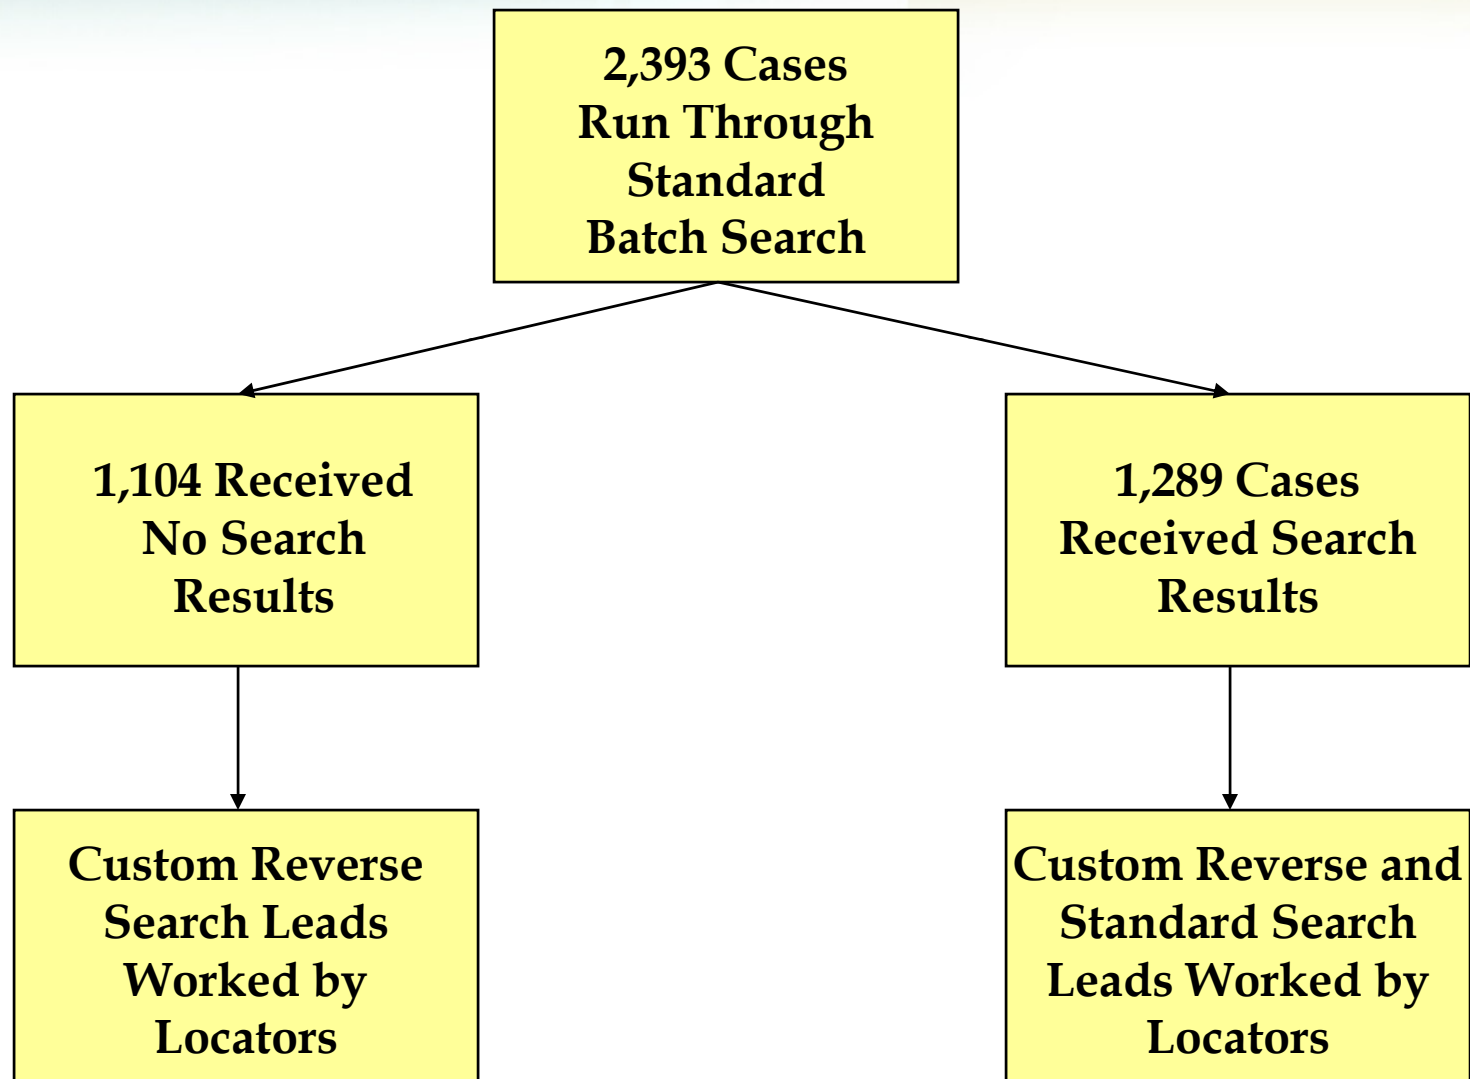 2,393 Cases
Run Through
Standard
Batch Search
1,104 Received
No Search
Results
1,289 Cases
Received Search
Results
Custom Reverse
Search Leads
Worked by
Locators
Custom Reverse and
Standard Search
Leads Worked by
Locators